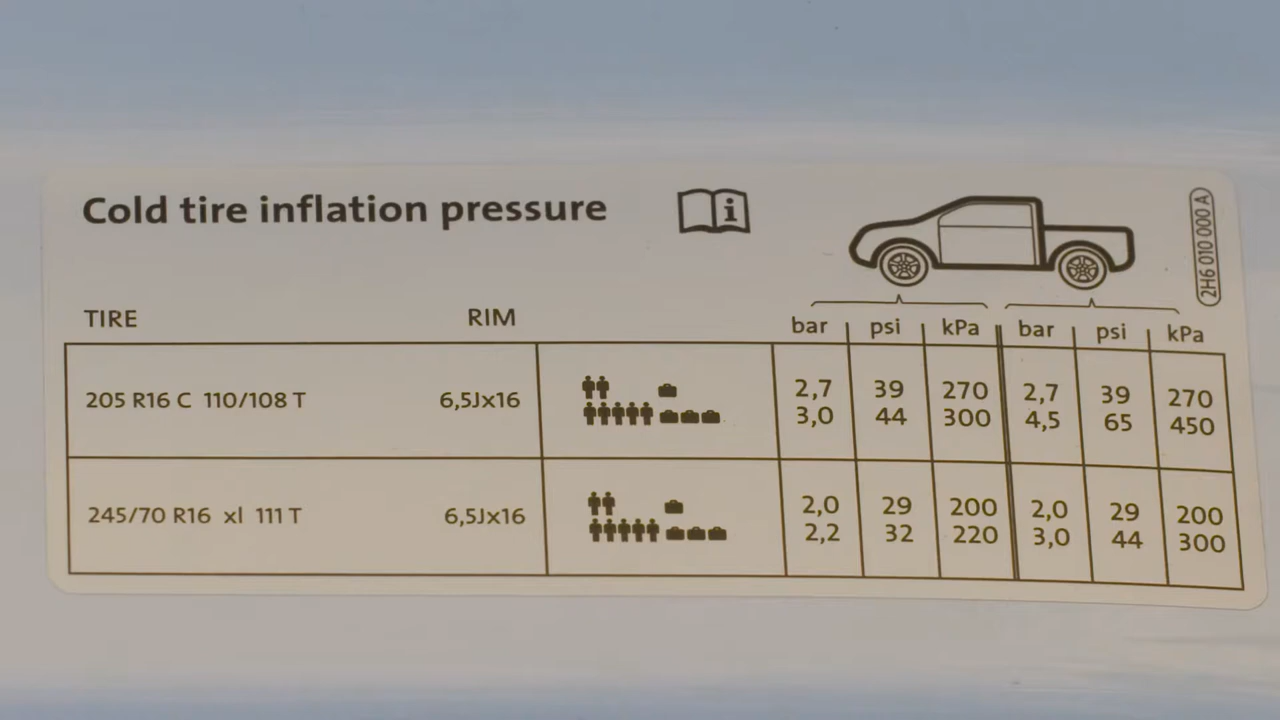 Cold tire inflation pressure
i
2H6 010 000 A
TIRE RIM bar psi kPa bar psi kPa
205 R16 C 110/108 T 6,5Jx16 2,7 39 270 2,7 39 270
3,0 44 300 4,5 65 450
245/70 R16 xl 111 T 6,5Jx16 2,0 29 200 2,0 29 200
2,2 32 220 3,0 44 300